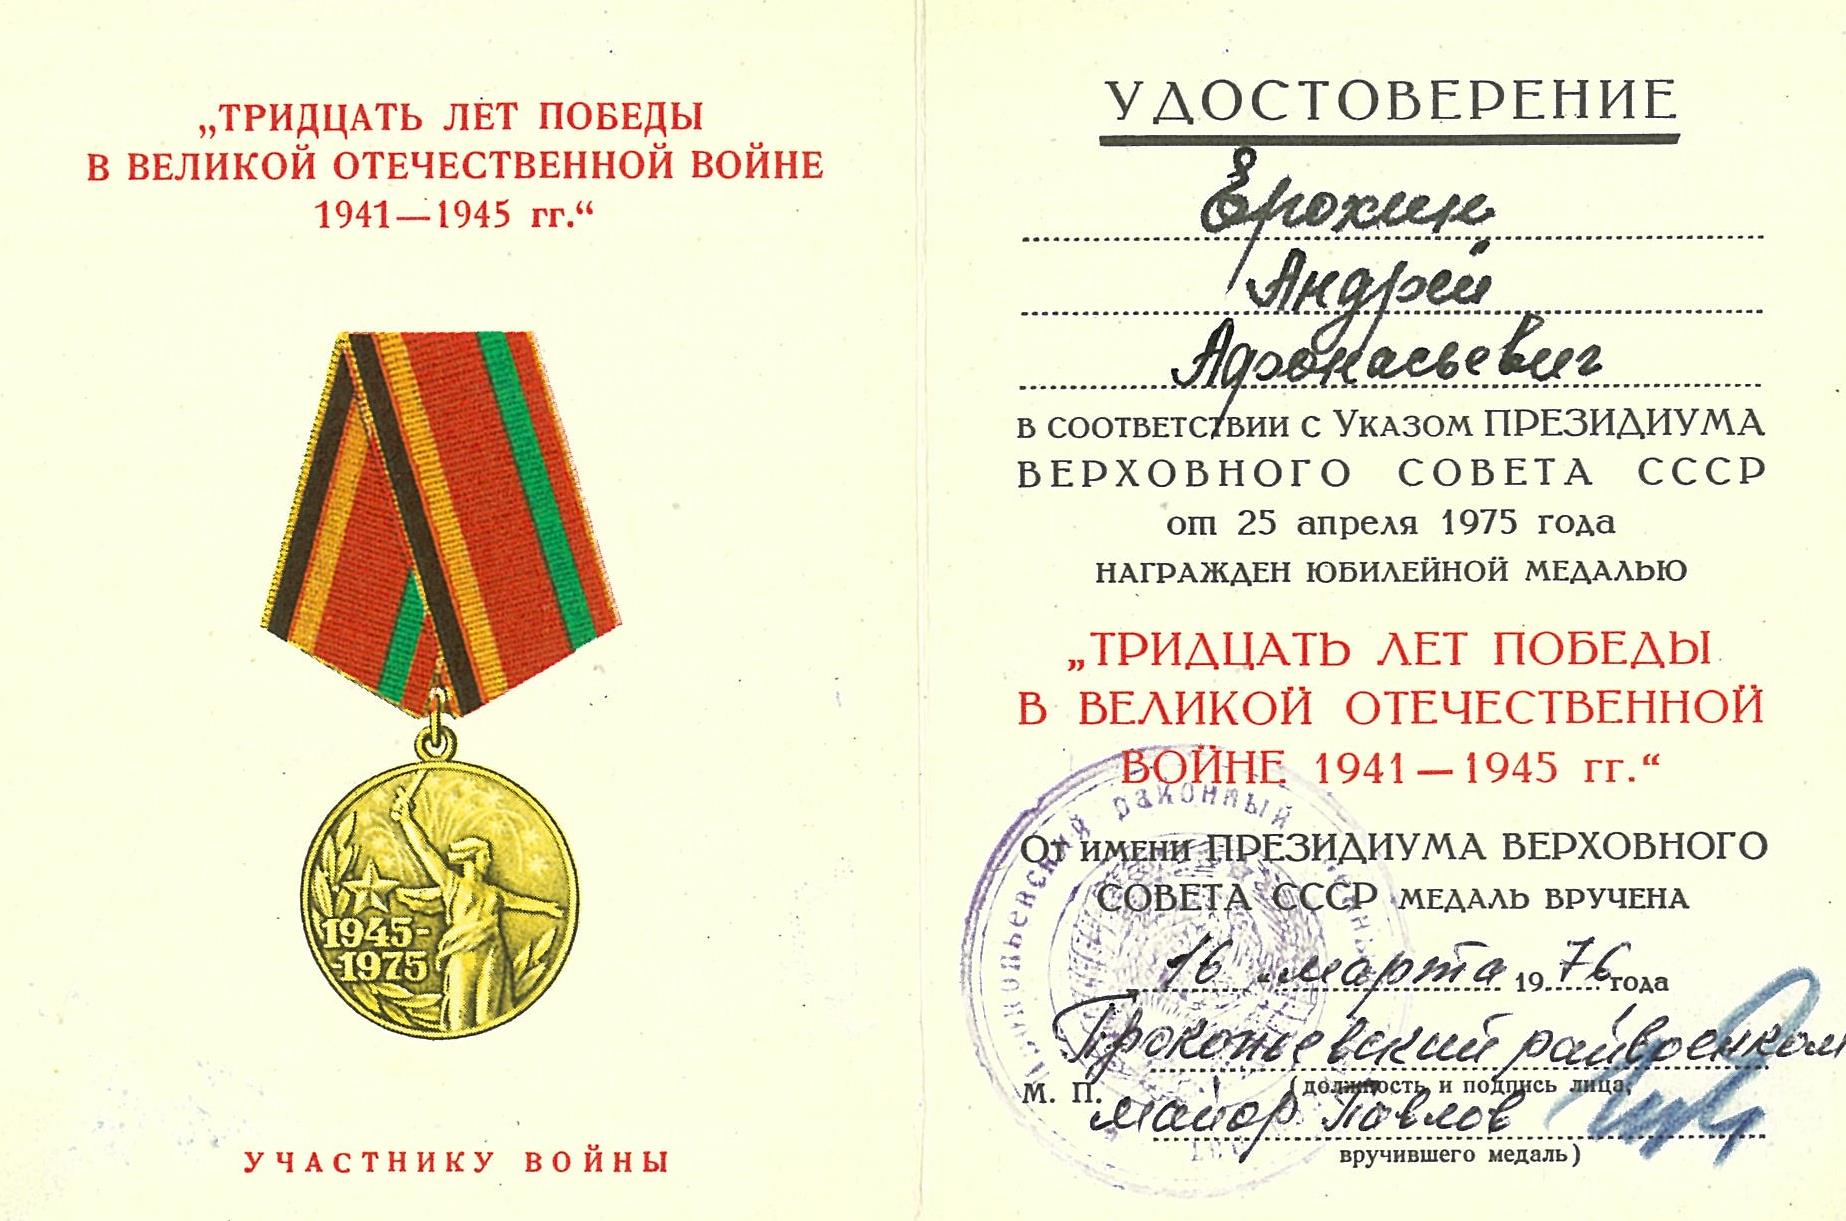 „ТРИДЦАТЬ ЛЕТ ПОБЕДЫ
В ВЕЛИКОЙ ОТЕЧЕСТВЕННОЙ ВОЙНЕ
1941—1945 гг.“
1945-
1975
УЧАСТНИКУ ВОЙНЫ
УДОСТОВЕРЕНИЕ
Ерохин
Андрей
Афонасьевич
В СООТВЕТСТВИИ С УКАЗОМ ПРЕЗИДИУМА
ВЕРХОВНОГО СОВЕТА СССР
от 25 апреля 1975 года
НАГРАЖДЕН ЮБИЛЕЙНОЙ МЕДАЛЬЮ
„ТРИДЦАТЬ ЛЕТ ПОБЕДЫ
В ВЕЛИКОЙ ОТЕЧЕСТВЕННОЙ
ВОЙНЕ 1941—1945 гг.“
районный
ОТ ИМЕНИ ПРЕЗИДИУМА ВЕРХОВНОГО
СОВЕТА СССР МЕДАЛЬ ВРУЧЕНА
16 марта 1976 года
Прокопьевский райвоенком
М. П. (должность и подпись лица,
майор Павлов
вручившего медаль)